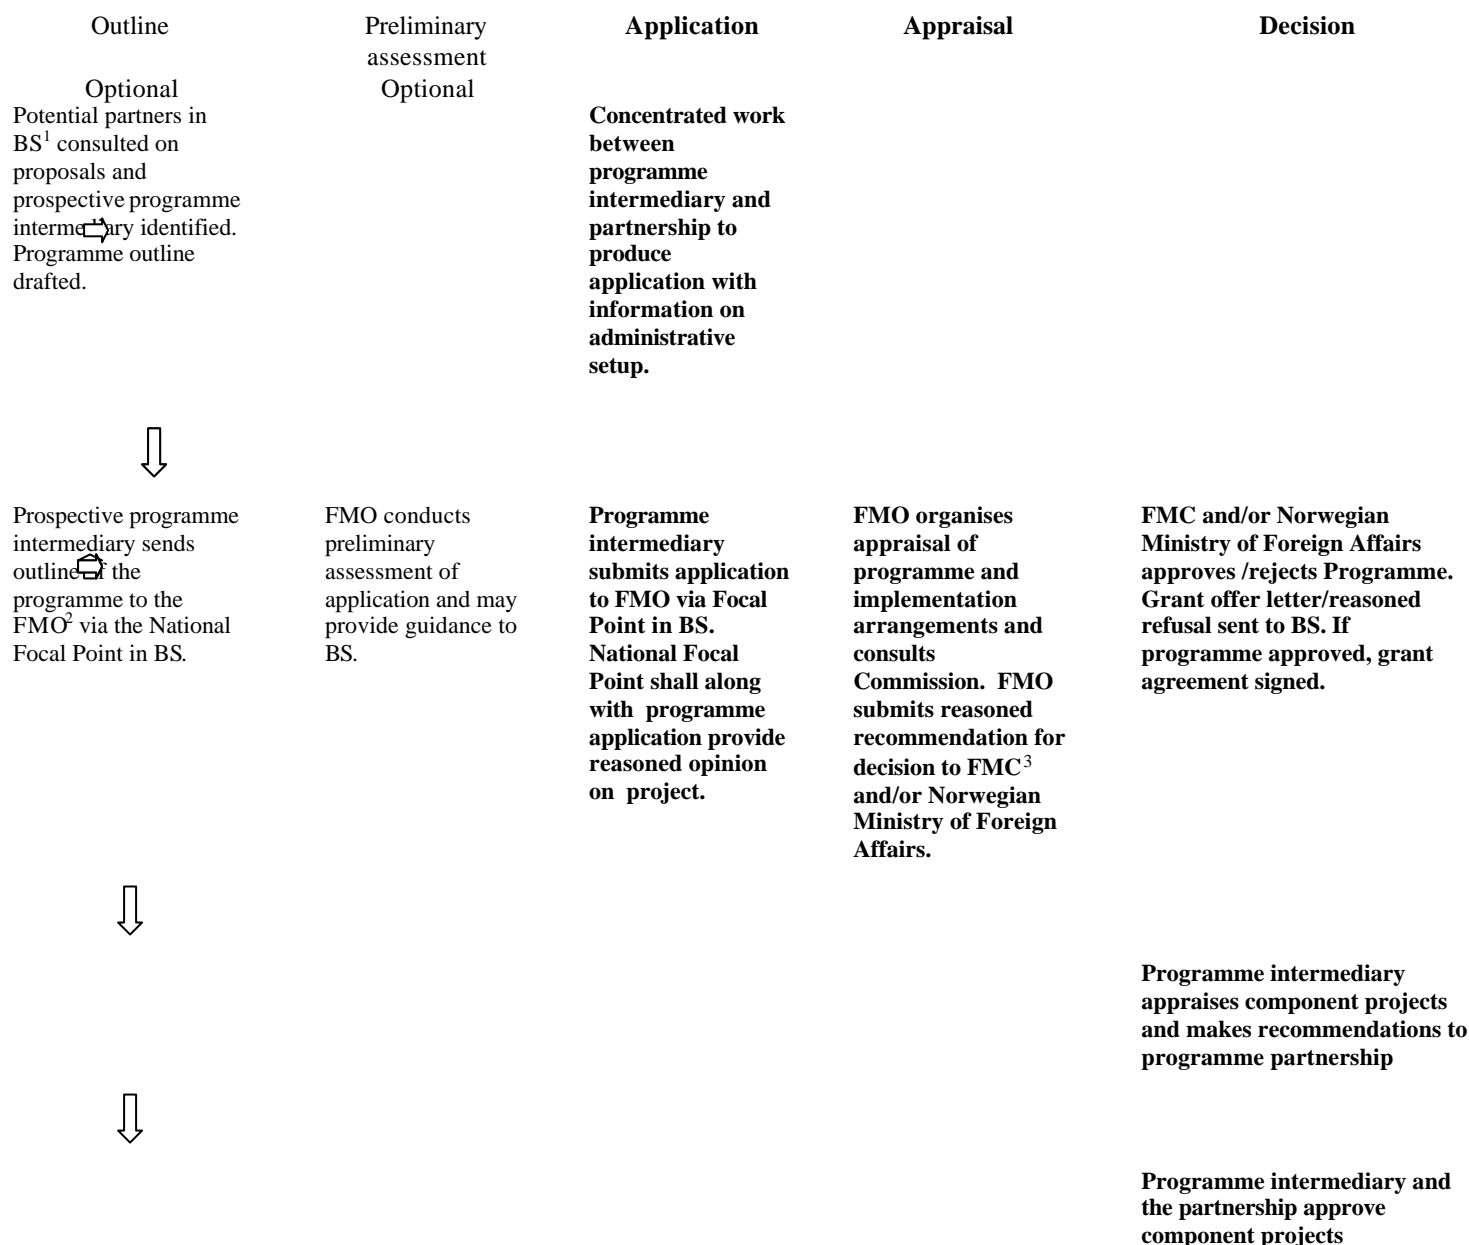 Outline
Preliminary
assessment
Application
Appraisal
Decision
Optional
Optional
Potential partners in
BS1 consulted on
proposals and
prospective programme
intermediary identified.
Programme outline
drafted.
Concentrated work
between
programme
intermediary and
partnership to
produce
application with
information on
administrative
setup.
Prospective programme
intermediary sends
outline of the
programme to the
FMO2 via the National
Focal Point in BS.
FMO conducts
preliminary
assessment of
application and may
provide guidance to
BS.
Programme
intermediary
submits application
to FMO via Focal
Point in BS.
National Focal
Point shall along
with programme
application provide
reasoned opinion
on project.
FMO organises
appraisal of
programme and
implementation
arrangements and
consults
Commission. FMO
submits reasoned
recommendation for
decision to FMC3
and/or Norwegian
Ministry of Foreign
Affairs.
FMC and/or Norwegian
Ministry of Foreign Affairs
approves /rejects Programme.
Grant offer letter/reasoned
refusal sent to BS. If
programme approved, grant
agreement signed.
Programme intermediary
appraises component projects
and makes recommendations to
programme partnership
Programme intermediary and
the partnership approve
component projects